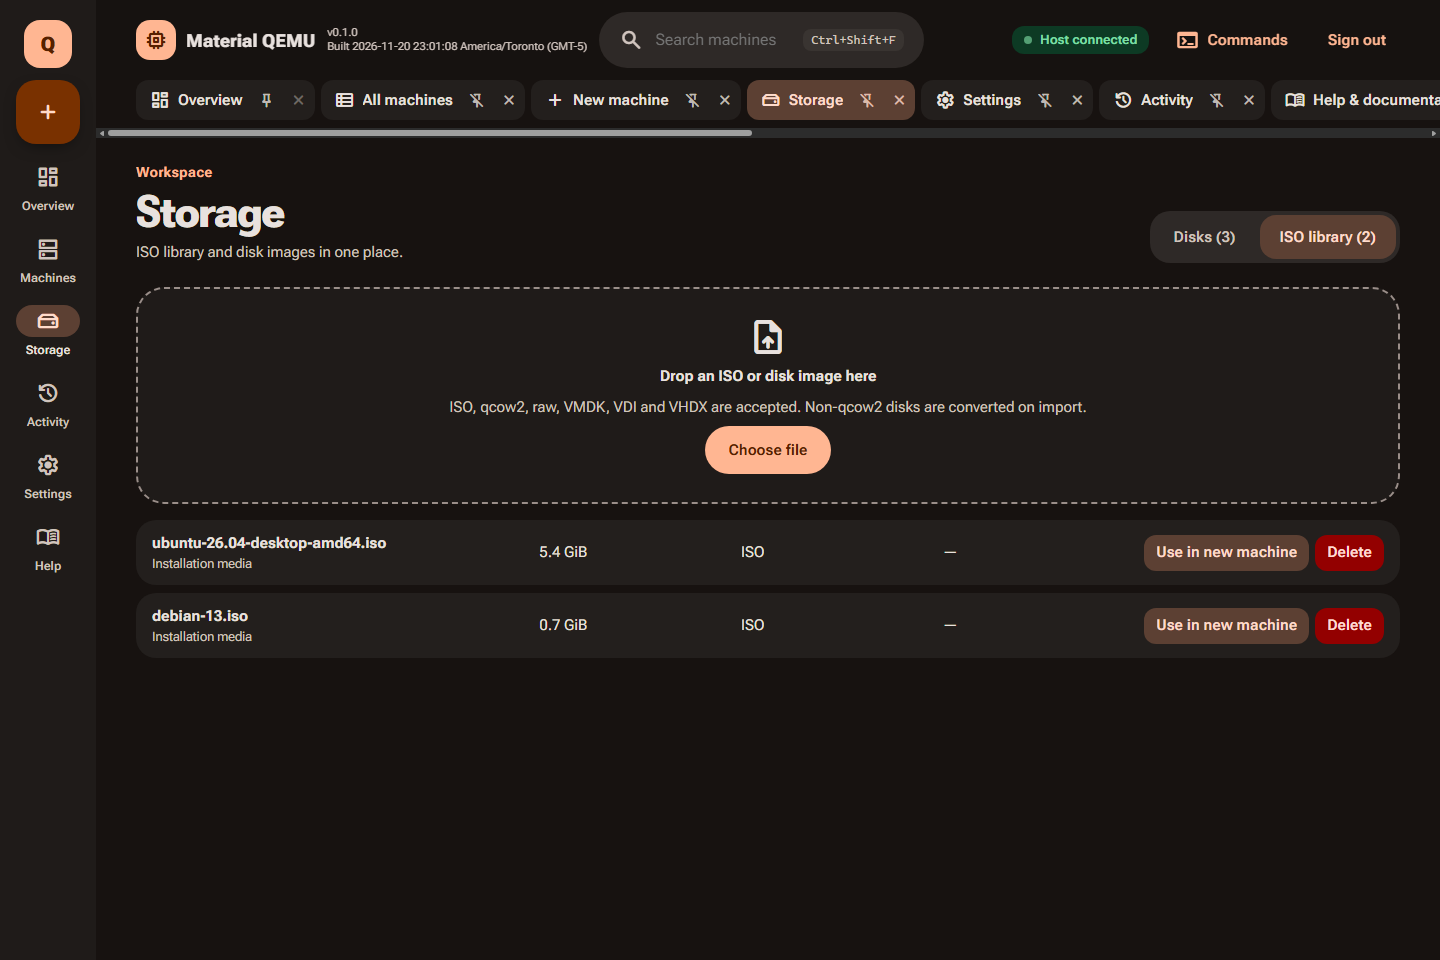 Q
Material QEMU
v0.1.0
Built 2026-11-20 23:01:08 America/Toronto (GMT-5)
Search machines
Ctrl+Shift+F
Host connected
Commands
Sign out
Overview
All machines
New machine
Storage
Settings
Activity
Help & documenta
Overview
Machines
Storage
Activity
Settings
Help
Workspace
Storage
ISO library and disk images in one place.
Disks (3)
ISO library (2)
Drop an ISO or disk image here
ISO, qcow2, raw, VMDK, VDI and VHDX are accepted. Non-qcow2 disks are converted on import.
Choose file
ubuntu-26.04-desktop-amd64.iso
Installation media
5.4 GiB
ISO
—
Use in new machine
Delete
debian-13.iso
Installation media
0.7 GiB
ISO
—
Use in new machine
Delete